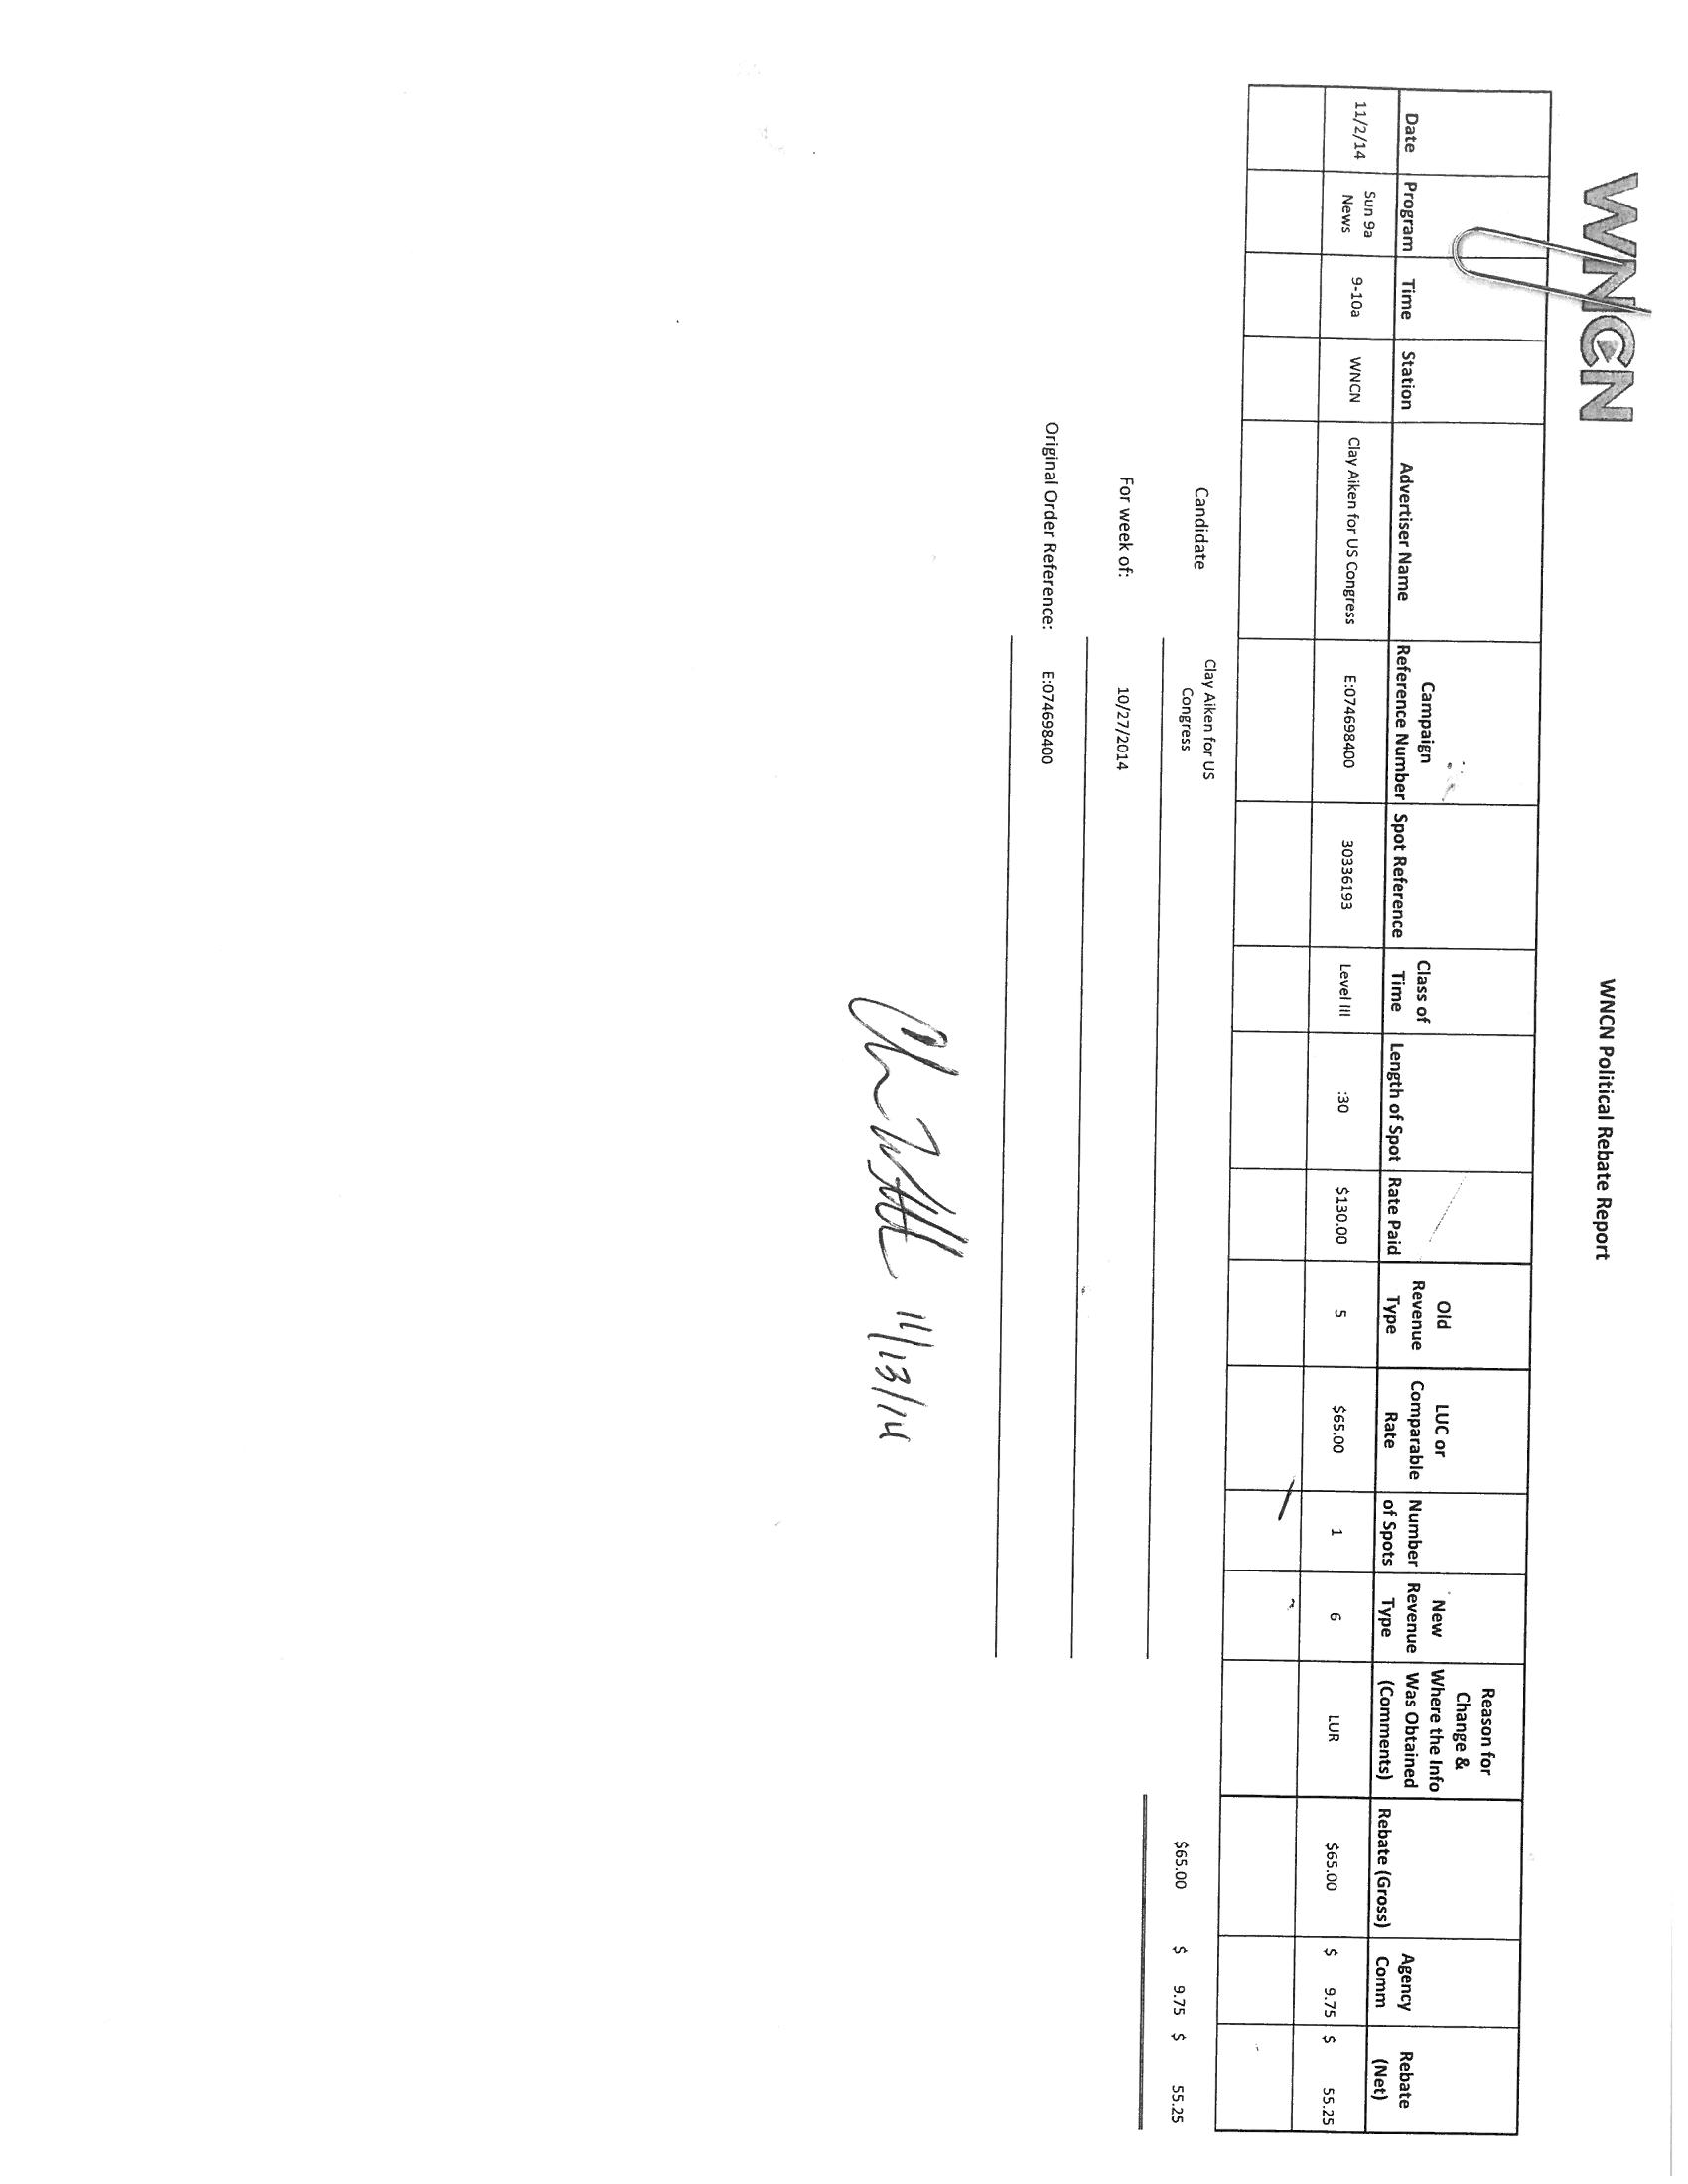 WNCN
WNCN Political Rebate Report
Date Program Time Station Advertiser Name Campaign Reference Number Spot Reference Class of Time Length of Spot Rate Paid Old Revenue Type LUC or Comparable Rate Number of Spots New Revenue Type Reason for Change & Where the Info Was Obtained (Comments) Rebate (Gross) Agency Comm Rebate (Net)
11/2/14 Sun 9a News 9-10a WNCN Clay Aiken for US Congress E:074698400 30336193 Level III :30 $130.00 5 $65.00 1 6 LUR $65.00 $ 9.75 $ 55.25
Candidate Clay Aiken for US Congress $65.00 $ 9.75 $ 55.25
For week of: 10/27/2014
Original Order Reference: E:074698400
11/13/14